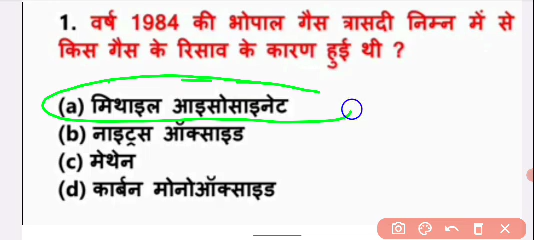 1. वर्ष 1984 की भोपाल गैस त्रासदी निम्न में से
किस गैस के रिसाव के कारण हुई थी ?
(a) मिथाइल आइसोसाइनेट
(b) नाइट्रस ऑक्साइड
(c) मेथेन
(d) कार्बन मोनोऑक्साइड